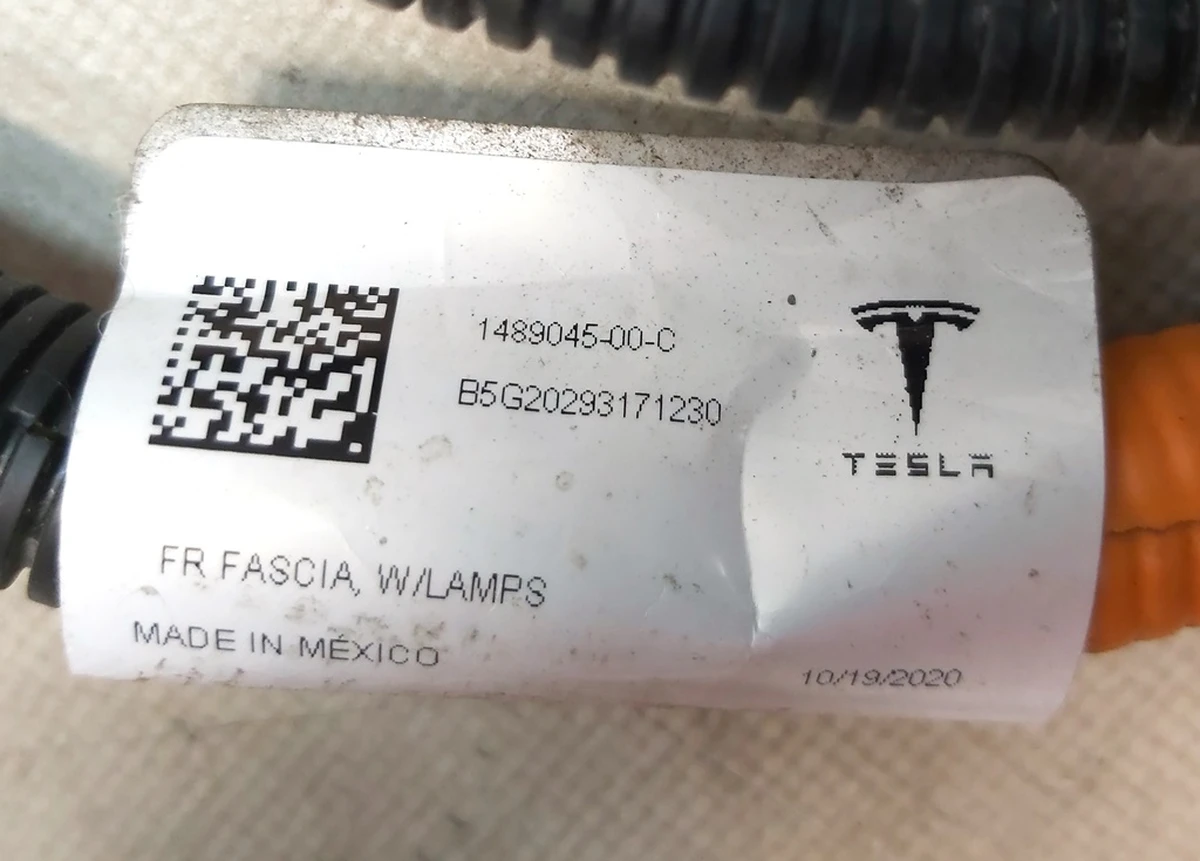 1489045-00-C
B5G20293171230
TESLA
FR FASCIA, W/LAMPS
MADE IN MÉXICO
10/19/2020